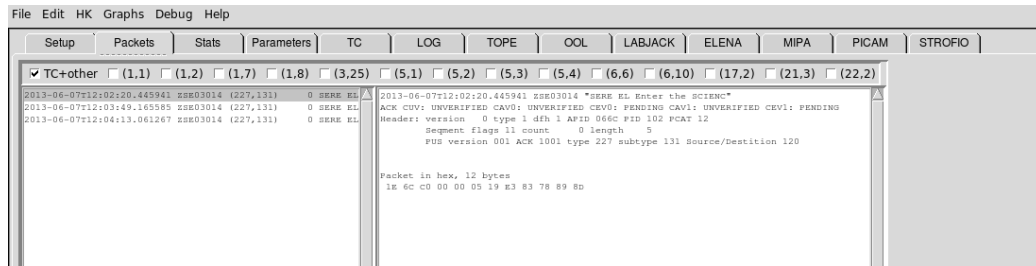 File Edit HK Graphs Debug Help
Setup Packets Stats Parameters TC LOG TOPE OOL LABJACK ELENA MIPA PICAM STROFIO
TC+other (1,1) (1,2) (1,7) (1,8) (3,25) (5,1) (5,2) (5,3) (5,4) (6,6) (6,10) (17,2) (21,3) (22,2)
2013-06-07T12:02:20.445941 ZSE03014 (227,131) 0 SERE EL
2013-06-07T12:03:49.165585 ZSE03014 (227,131) 0 SERE EL
2013-06-07T12:04:13.061267 ZSE03014 (227,131) 0 SERE EL
2013-06-07T12:02:20.445941 ZSE03014 "SERE EL Enter the SCIENC"
ACK CUV: UNVERIFIED CAV0: UNVERIFIED CEV0: PENDING CAV1: UNVERIFIED CEV1: PENDING
Header: version 0 type 1 dfh 1 APID 066C PID 102 PCAT 12
Segment flags 11 count 0 length 5
PUS version 001 ACK 1001 type 227 subtype 131 Source/Destition 120
Packet in hex, 12 bytes
1E 6C C0 00 00 05 19 E3 83 78 89 8D